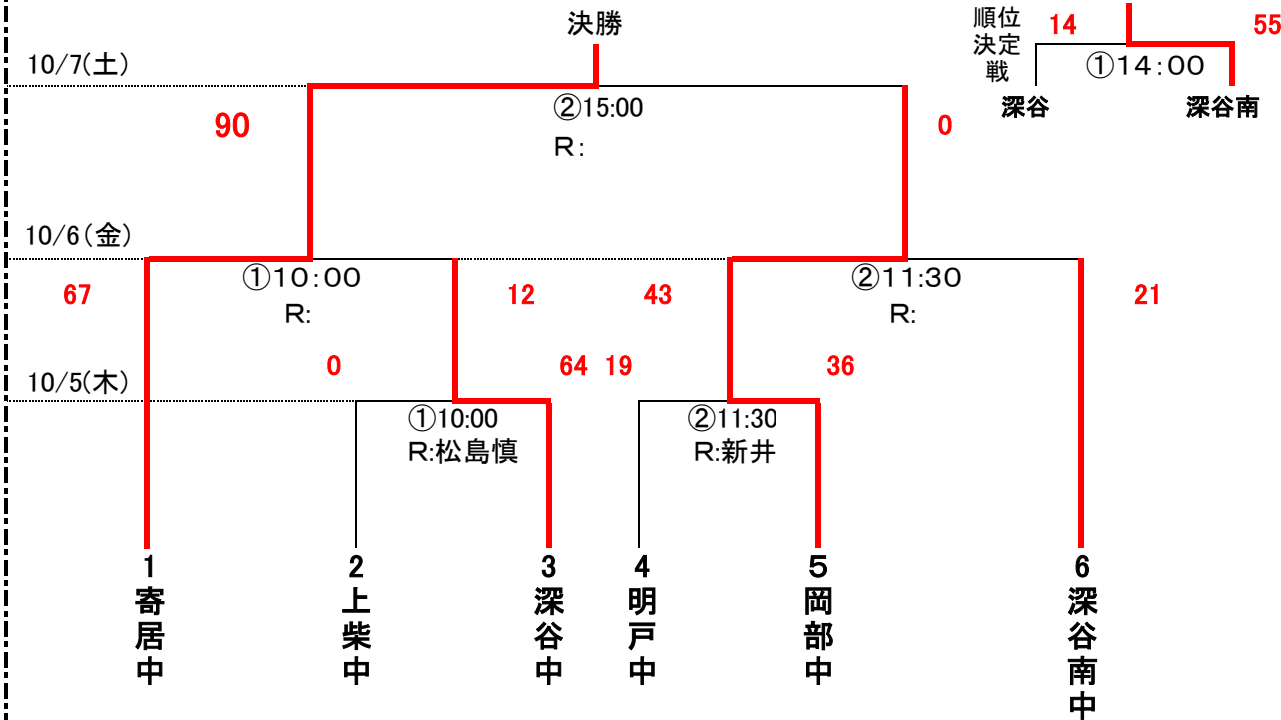 決勝
順位
決定
戦
14
55
①14:00
深谷
深谷南
10/7(土)
②15:00
R:
90
0
10/6(金)
①10:00
R:
②11:30
R:
67
12
43
21
0
64
19
36
10/5(木)
①10:00
R:松島慎
②11:30
R:新井
1
寄居中
2
上柴中
3
深谷中
4
明戸中
5
岡部中
6
深谷南中